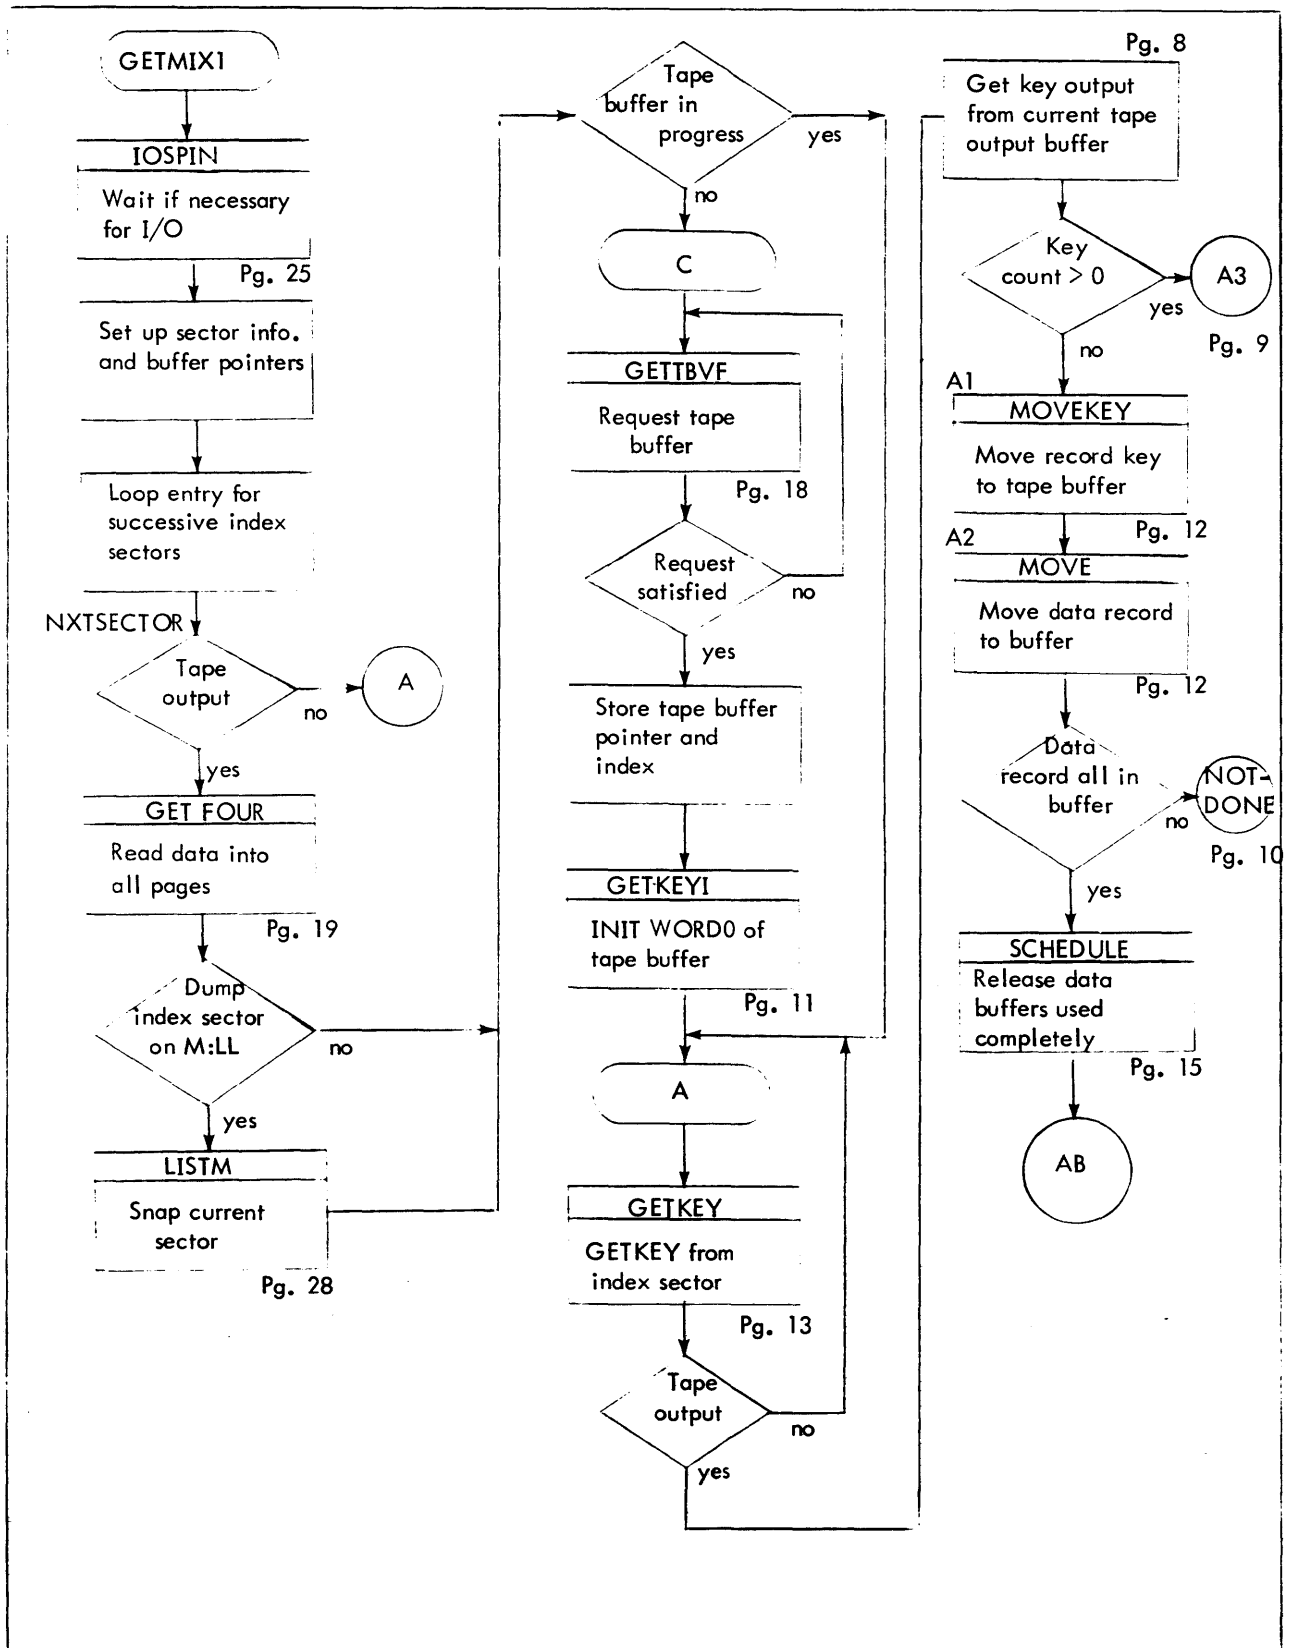 GETMIX1
IOSPIN
Wait if necessary
for I/O
Pg. 25
Set up sector info.
and buffer pointers
Loop entry for
successive index
sectors
NXTSECTOR
Tape
output
no
A
yes
GET FOUR
Read data into
all pages
Pg. 19
Dump
index sector
on M:LL
no
yes
LISTM
Snap current
sector
Pg. 28
Tape
buffer in
progress
yes
no
C
GETTBVF
Request tape
buffer
Pg. 18
Request
satisfied
no
yes
Store tape buffer
pointer and
index
GETKEYI
INIT WORD0 of
tape buffer
Pg. 11
A
GETKEY
GETKEY from
index sector
Pg. 13
Tape
output
no
yes
Pg. 8
Get key output
from current tape
output buffer
Key
count > 0
A3
yes
Pg. 9
no
A1
MOVEKEY
Move record key
to tape buffer
Pg. 12
A2
MOVE
Move data record
to buffer
Pg. 12
Data
record all in
buffer
NOT-
DONE
no
Pg. 10
yes
SCHEDULE
Release data
buffers used
completely
Pg. 15
AB